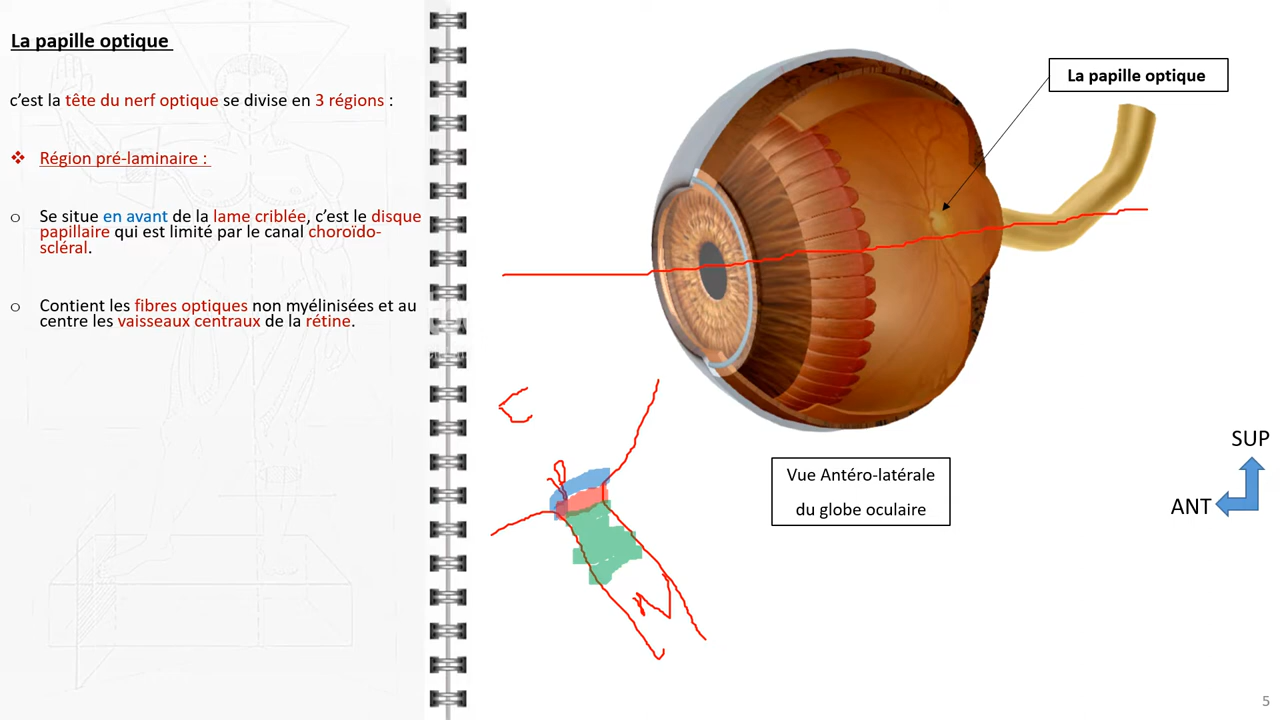 La papille optique
c’est la tête du nerf optique se divise en 3 régions :
❖ Région pré-laminaire :
o Se situe en avant de la lame criblée, c’est le disque
papillaire qui est limité par le canal choroïdo-
scléral.
o Contient les fibres optiques non myélinisées et au
centre les vaisseaux centraux de la rétine.
La papille optique
Vue Antéro-latérale
du globe oculaire
SUP
ANT
N
5